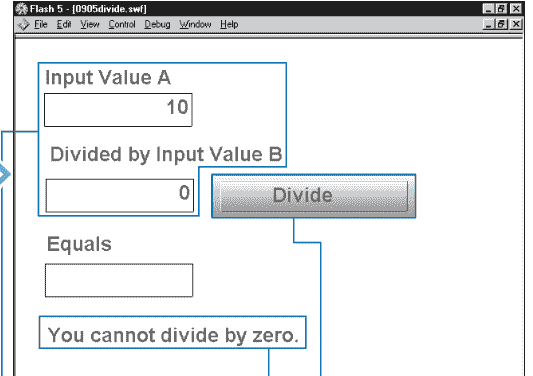 Flash 5 - [0905divide.swf]
File Edit View Control Debug Window Help
Input Value A
10
Divided by Input Value B
0
Divide
Equals
You cannot divide by zero.